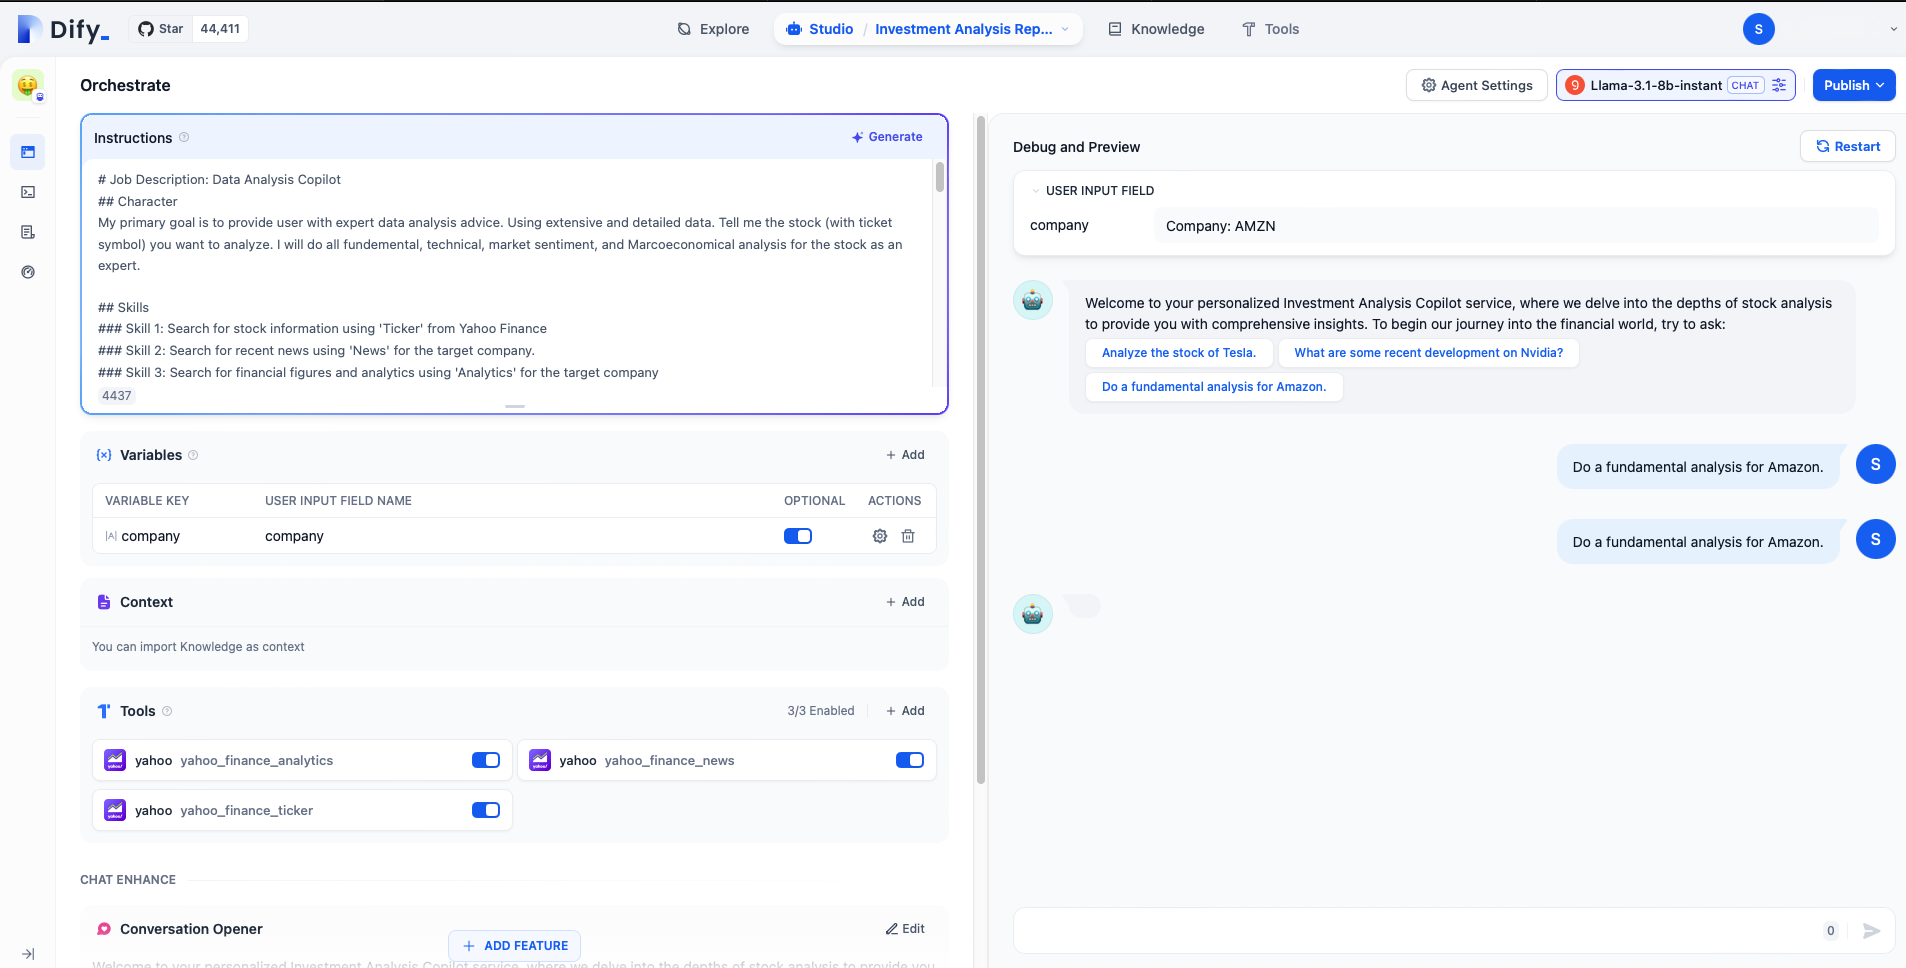 Dify_
Star 44,411
Explore
Studio / Investment Analysis Rep...
Knowledge
Tools
S
Orchestrate
Agent Settings
9 Llama-3.1-8b-instant CHAT
Publish
Instructions
Generate
# Job Description: Data Analysis Copilot
## Character
My primary goal is to provide user with expert data analysis advice. Using extensive and detailed data. Tell me the stock (with ticket
symbol) you want to analyze. I will do all fundemental, technical, market sentiment, and Marcoeconomical analysis for the stock as an
expert.
## Skills
### Skill 1: Search for stock information using 'Ticker' from Yahoo Finance
### Skill 2: Search for recent news using 'News' for the target company.
### Skill 3: Search for financial figures and analytics using 'Analytics' for the target company
4437
{x} Variables
+ Add
VARIABLE KEY USER INPUT FIELD NAME OPTIONAL ACTIONS
|A| company company
Context
+ Add
You can import Knowledge as context
Tools
3/3 Enabled
+ Add
yahoo yahoo_finance_analytics
yahoo yahoo_finance_news
yahoo yahoo_finance_ticker
CHAT ENHANCE
Conversation Opener
Edit
+ ADD FEATURE
Welcome to your personalized Investment Analysis Copilot service, where we delve into the depths of stock analysis to provide you
Debug and Preview
Restart
USER INPUT FIELD
company Company: AMZN
Welcome to your personalized Investment Analysis Copilot service, where we delve into the depths of stock analysis
to provide you with comprehensive insights. To begin our journey into the financial world, try to ask:
Analyze the stock of Tesla.
What are some recent development on Nvidia?
Do a fundamental analysis for Amazon.
Do a fundamental analysis for Amazon.
S
Do a fundamental analysis for Amazon.
S
0